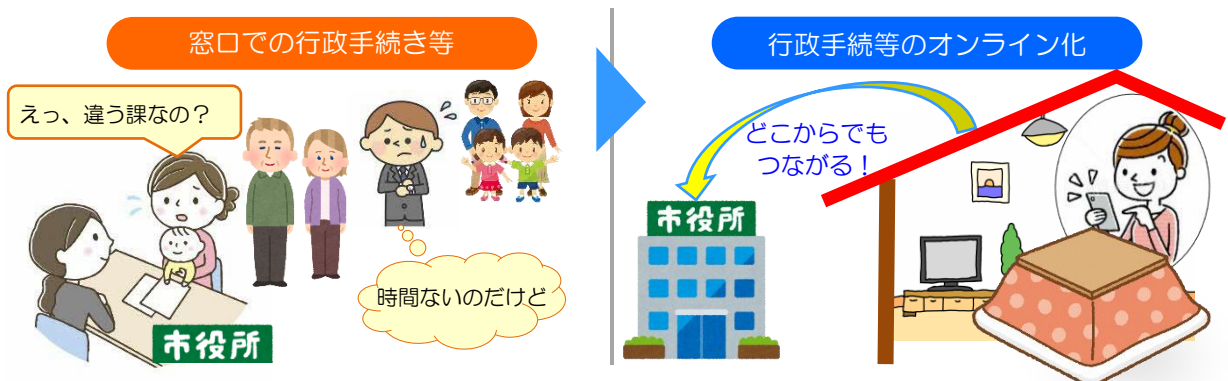 窓口での行政手続き等
えっ、違う課なの？
時間ないのだけど
市役所
行政手続等のオンライン化
どこからでも
つながる！
市役所